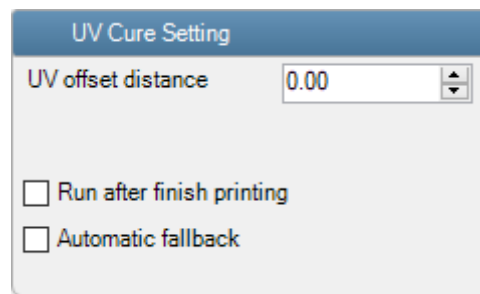 UV Cure Setting
UV offset distance 0.00
Run after finish printing
Automatic fallback